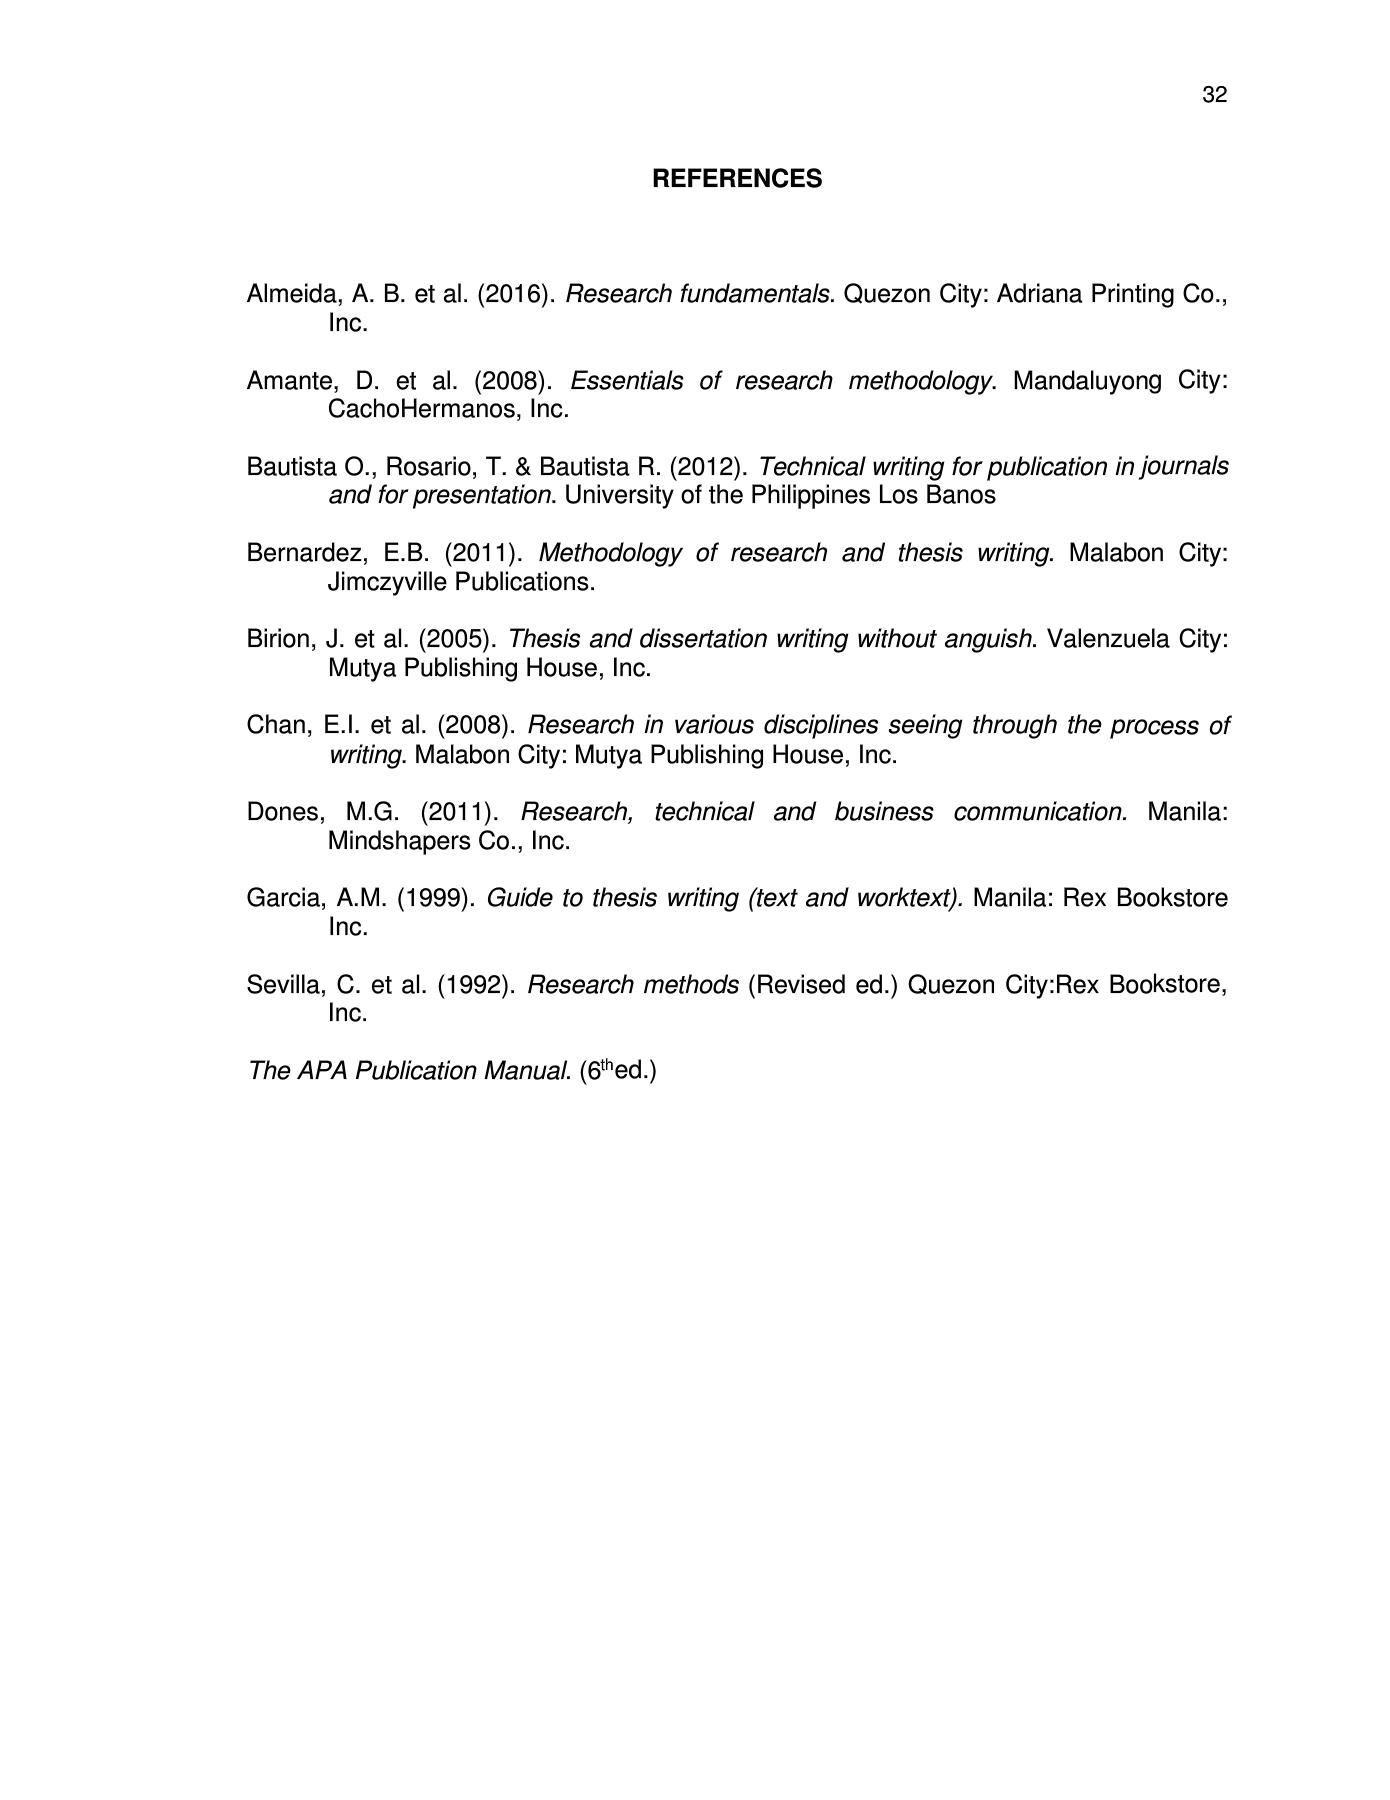 32
REFERENCES
Almeida, A. B. et al. (2016). Research fundamentals. Quezon City: Adriana Printing Co.,
Inc.
Amante, D. et al. (2008). Essentials of research methodology. Mandaluyong City:
CachoHermanos, Inc.
Bautista O., Rosario, T. & Bautista R. (2012). Technical writing for publication in journals
and for presentation. University of the Philippines Los Banos
Bernardez, E.B. (2011). Methodology of research and thesis writing. Malabon City:
Jimczyville Publications.
Birion, J. et al. (2005). Thesis and dissertation writing without anguish. Valenzuela City:
Mutya Publishing House, Inc.
Chan, E.I. et al. (2008). Research in various disciplines seeing through the process of
writing. Malabon City: Mutya Publishing House, Inc.
Dones, M.G. (2011). Research, technical and business communication. Manila:
Mindshapers Co., Inc.
Garcia, A.M. (1999). Guide to thesis writing (text and worktext). Manila: Rex Bookstore
Inc.
Sevilla, C. et al. (1992). Research methods (Revised ed.) Quezon City:Rex Bookstore,
Inc.
The APA Publication Manual. (6thed.)